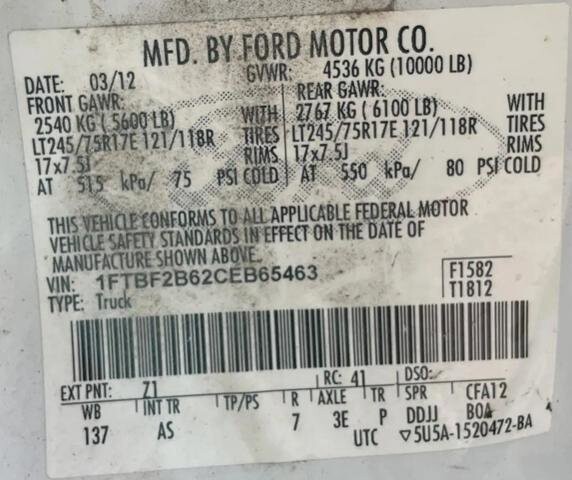 MFD. BY FORD MOTOR CO.
DATE: 03/12 GVWR: 4536 KG (10000 LB)
FRONT GAWR: REAR GAWR:
2540 KG ( 5600 LB) WITH 2767 KG ( 6100 LB) WITH
LT245/75R17E 121/118R TIRES LT245/75R17E 121/118R TIRES
17x7.5J RIMS 17x7.5J RIMS
AT 515 kPa/ 75 PSI COLD AT 550 kPa/ 80 PSI COLD
THIS VEHICLE CONFORMS TO ALL APPLICABLE FEDERAL MOTOR
VEHICLE SAFETY STANDARDS IN EFFECT ON THE DATE OF
MANUFACTURE SHOWN ABOVE.
VIN: 1FTBF2B62CEB65463 F1582
TYPE: Truck T1812
EXT PNT: Z1 RC: 41 DSO:
WB INT TR TP/PS R AXLE TR SPR CFA12
137 AS 7 3E P DDJJ BOA
UTC ▽5U5A-1520472-BA